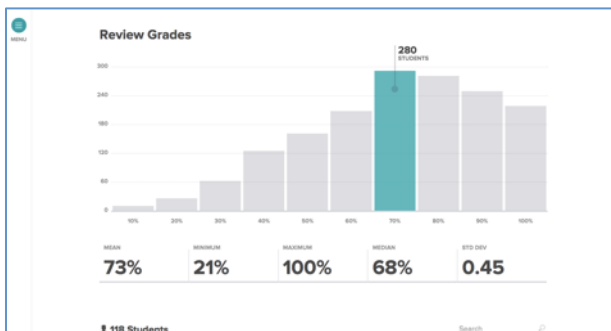 MENU
Review Grades
280
STUDENTS
300
240
180
120
60
0
10% 20% 30% 40% 50% 60% 70% 80% 90% 100%
MEAN MINIMUM MAXIMUM MEDIAN STD DEV
73% 21% 100% 68% 0.45
118 Students Search